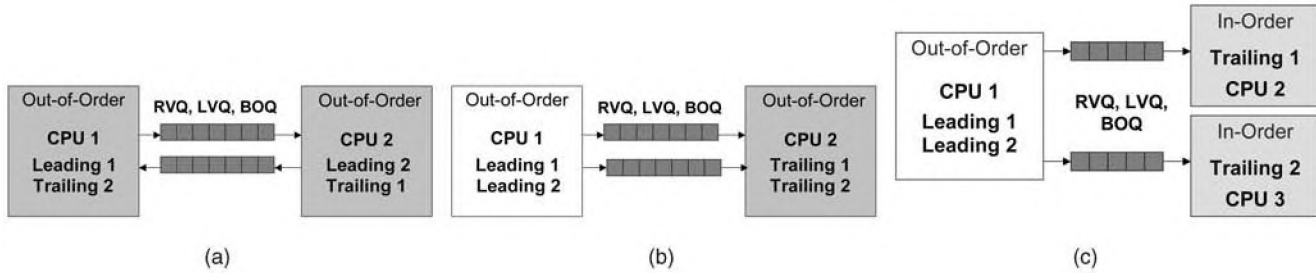 Out-of-Order
CPU 1
Leading 1
Trailing 2
RVQ, LVQ, BOQ
Out-of-Order
CPU 2
Leading 2
Trailing 1
(a)
Out-of-Order
CPU 1
Leading 1
Leading 2
RVQ, LVQ, BOQ
Out-of-Order
CPU 2
Trailing 1
Trailing 2
(b)
Out-of-Order
CPU 1
Leading 1
Leading 2
RVQ, LVQ,
BOQ
In-Order
Trailing 1
CPU 2
In-Order
Trailing 2
CPU 3
(c)